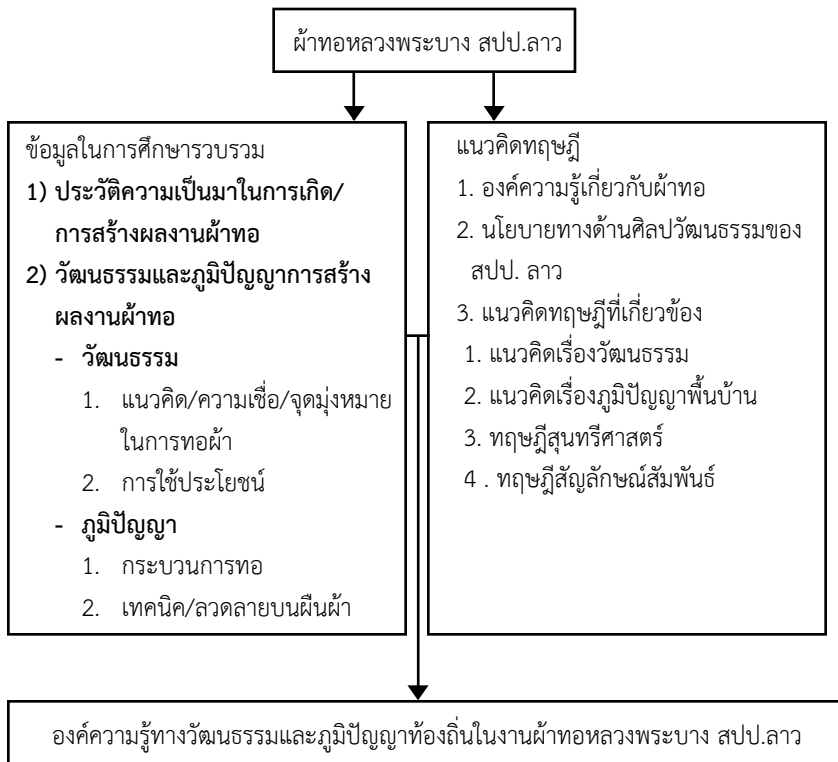 ผ้าทอหลวงพระบาง สปป.ลาว
ข้อมูลในการศึกษารวบรวม
1) ประวัติความเป็นมาในการเกิด/
การสร้างผลงานผ้าทอ
2) วัฒนธรรมและภูมิปัญญาการสร้าง
ผลงานผ้าทอ
- วัฒนธรรม
1. แนวคิด/ความเชื่อ/จุดมุ่งหมาย
ในการทอผ้า
2. การใช้ประโยชน์
- ภูมิปัญญา
1. กระบวนการทอ
2. เทคนิค/ลวดลายบนผืนผ้า
แนวคิดทฤษฎี
1. องค์ความรู้เกี่ยวกับผ้าทอ
2. นโยบายทางด้านศิลปวัฒนธรรมของ
สปป. ลาว
3. แนวคิดทฤษฎีที่เกี่ยวข้อง
1. แนวคิดเรื่องวัฒนธรรม
2. แนวคิดเรื่องภูมิปัญญาพื้นบ้าน
3. ทฤษฎีสุนทรีศาสตร์
4 . ทฤษฎีสัญลักษณ์สัมพันธ์
องค์ความรู้ทางวัฒนธรรมและภูมิปัญญาท้องถิ่นในงานผ้าทอหลวงพระบาง สปป.ลาว